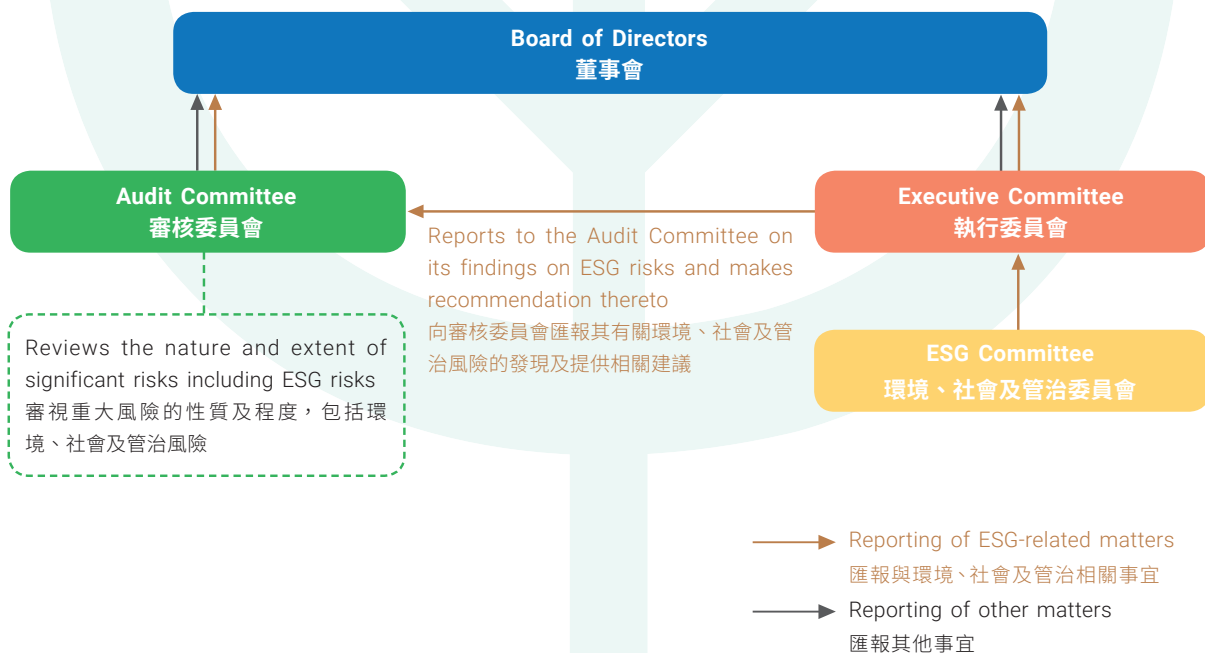 Board of Directors
董事會
Audit Committee
審核委員會
Executive Committee
執行委員會
Reports to the Audit Committee on
its findings on ESG risks and makes
recommendation thereto
向審核委員會匯報其有關環境、社會及管
治風險的發現及提供相關建議
Reviews the nature and extent of
significant risks including ESG risks
審視重大風險的性質及程度，包括環
境、社會及管治風險
ESG Committee
環境、社會及管治委員會
Reporting of ESG-related matters
匯報與環境、社會及管治相關事宜
Reporting of other matters
匯報其他事宜